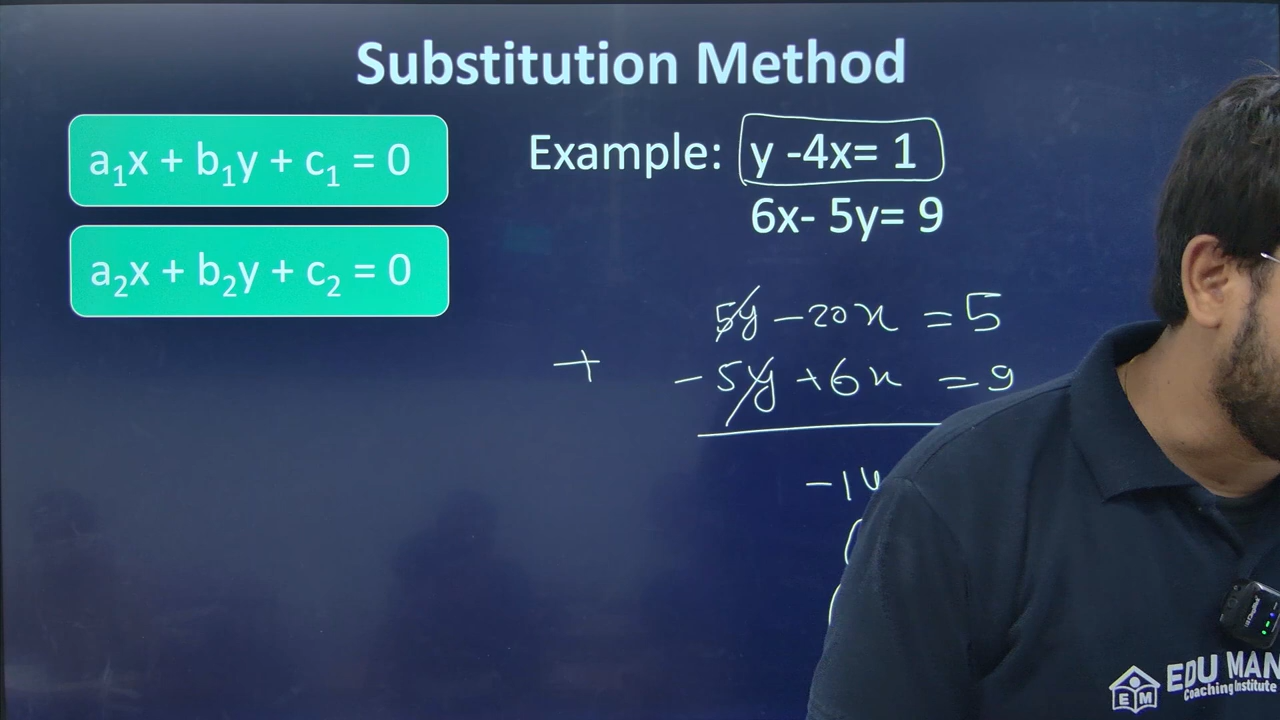 Substitution Method
a₁x + b₁y + c₁ = 0
a₂x + b₂y + c₂ = 0
Example: y -4x= 1
6x- 5y= 9
5y - 20x = 5
+ - 5y + 6x = 9
EDU MAN
Coaching Institute
E M